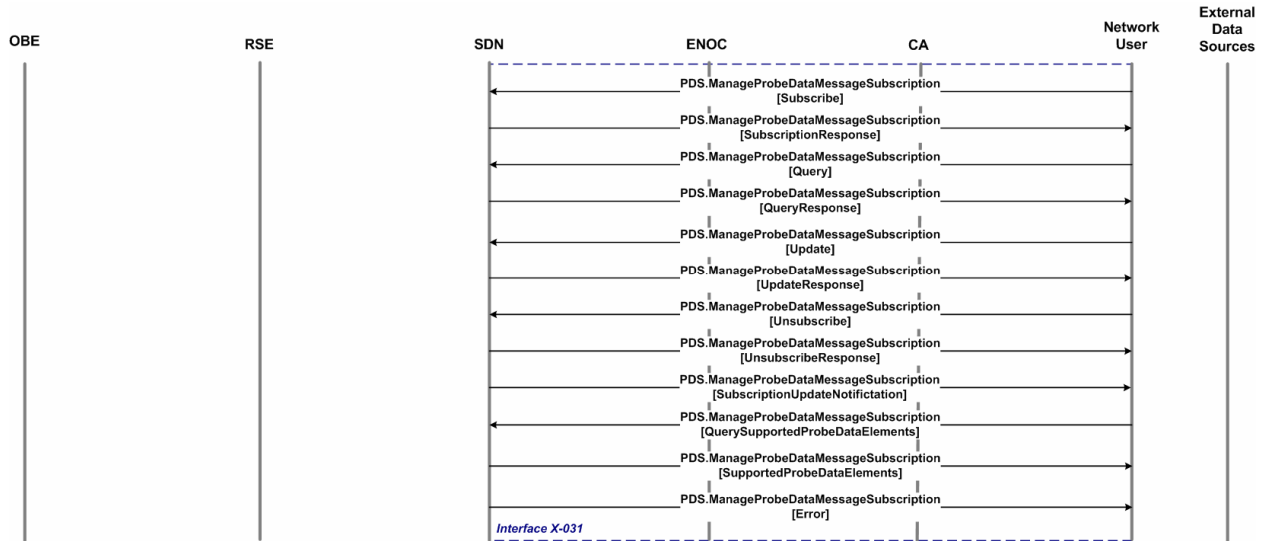 OBE
RSE
SDN
ENOC
CA
Network
User
External
Data
Sources
PDS.ManageProbeDataMessageSubscription
[Subscribe]
PDS.ManageProbeDataMessageSubscription
[SubscriptionResponse]
PDS.ManageProbeDataMessageSubscription
[Query]
PDS.ManageProbeDataMessageSubscription
[QueryResponse]
PDS.ManageProbeDataMessageSubscription
[Update]
PDS.ManageProbeDataMessageSubscription
[UpdateResponse]
PDS.ManageProbeDataMessageSubscription
[Unsubscribe]
PDS.ManageProbeDataMessageSubscription
[UnsubscribeResponse]
PDS.ManageProbeDataMessageSubscription
[SubscriptionUpdateNotifictation]
PDS.ManageProbeDataMessageSubscription
[QuerySupportedProbeDataElements]
PDS.ManageProbeDataMessageSubscription
[SupportedProbeDataElements]
PDS.ManageProbeDataMessageSubscription
[Error]
Interface X-031